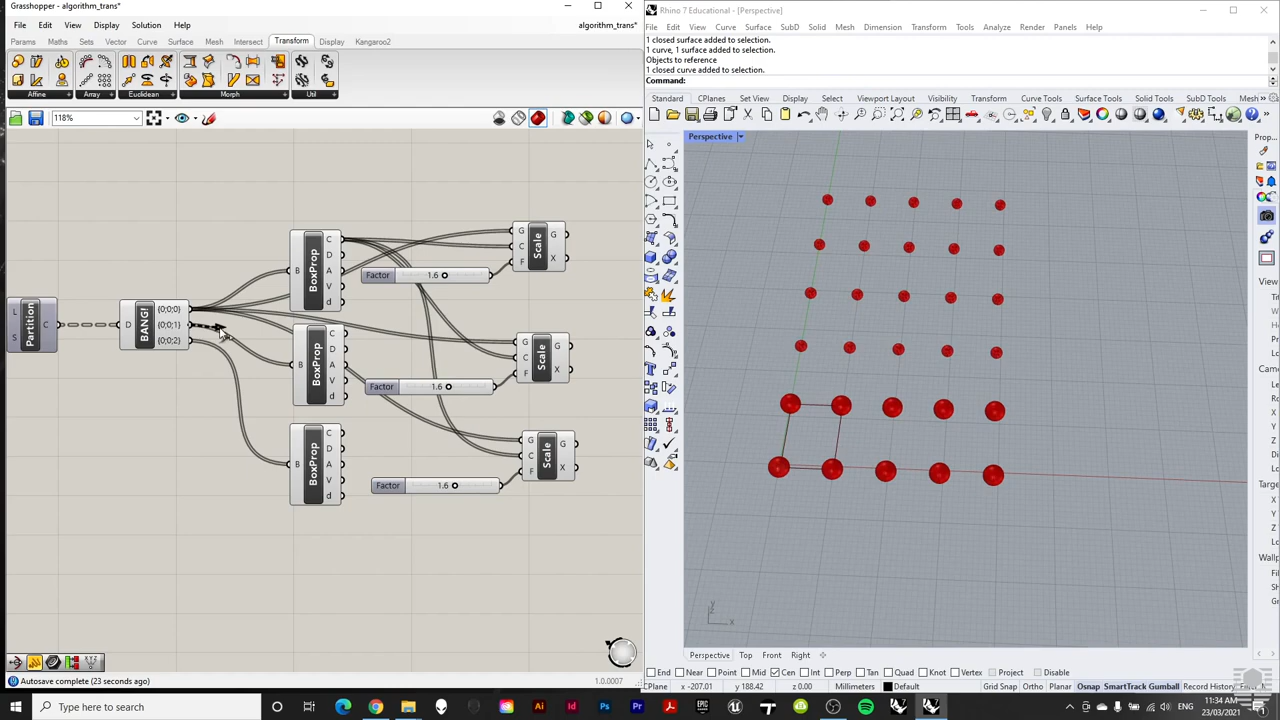 Grasshopper - algorithm_trans*
File Edit View Display Solution Help
algorithm_trans*
Params Maths Sets Vector Curve Surface Mesh Intersect Transform Display Kangaroo2
Affine Array Euclidean Morph Util
118%
Partition L S C
BANG! D {0;0;0} {0;0;1} {0;0;2}
BoxProp B C D A V d
BoxProp B C D A V d
BoxProp B C D A V d
Factor 1.6
Factor 1.6
Factor 1.6
Scale G C F G X
Scale G C F G X
Scale G C F G X
Autosave complete (23 seconds ago)
1.0.0007
Rhino 7 Educational - [Perspective]
File Edit View Curve Surface SubD Solid Mesh Dimension Transform Tools Analyze Render Panels Help
1 closed surface added to selection.
1 curve, 1 surface added to selection.
Objects to reference
1 closed curve added to selection.
Command:
Standard CPlanes Set View Display Select Viewport Layout Visibility Transform Curve Tools Surface Tools Solid Tools SubD Tools Mesh
Perspective
Prop...
y
z
x
Perspective Top Front Right
End Near Point Mid Cen Int Perp Tan Quad Knot Vertex Project Disable
CPlane x -207.01 y 188.42 z 0.00 Millimeters Default Grid Snap Ortho Planar Osnap SmartTrack Gumball Record History
Type here to search
11:34 AM
23/03/2021